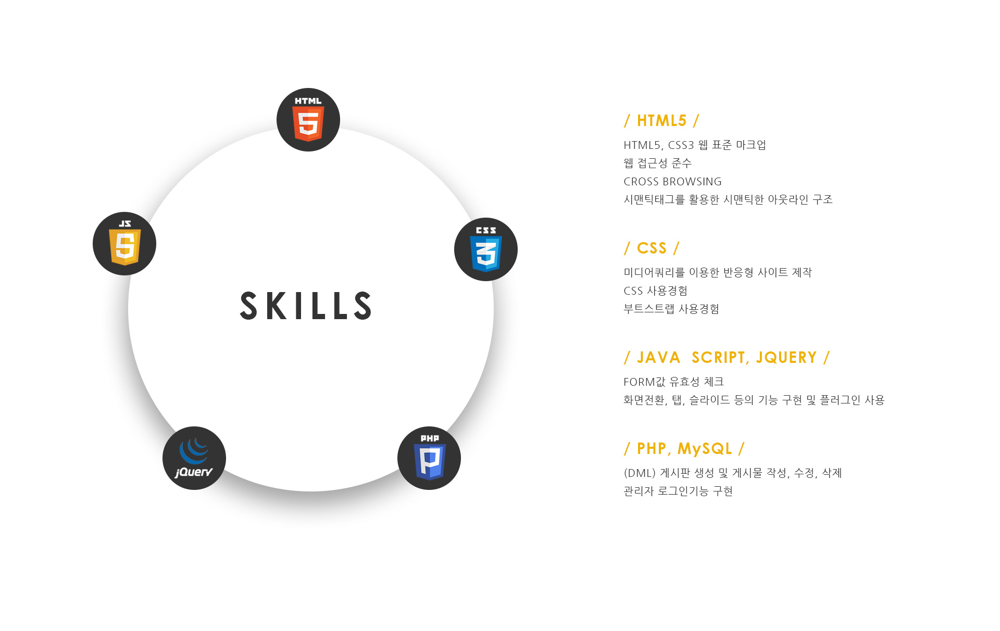 HTML
5
JS
5
CSS
3
SKILLS
jQuery
PHP
P
/ HTML5 /
HTML5, CSS3 웹 표준 마크업
웹 접근성 준수
CROSS BROWSING
시맨틱태그를 활용한 시맨틱한 아웃라인 구조
/ CSS /
미디어쿼리를 이용한 반응형 사이트 제작
CSS 사용경험
부트스트랩 사용경험
/ JAVA  SCRIPT, JQUERY /
FORM값 유효성 체크
화면전환, 탭, 슬라이드 등의 기능 구현 및 플러그인 사용
/ PHP, MySQL /
(DML) 게시판 생성 및 게시물 작성, 수정, 삭제
관리자 로그인기능 구현